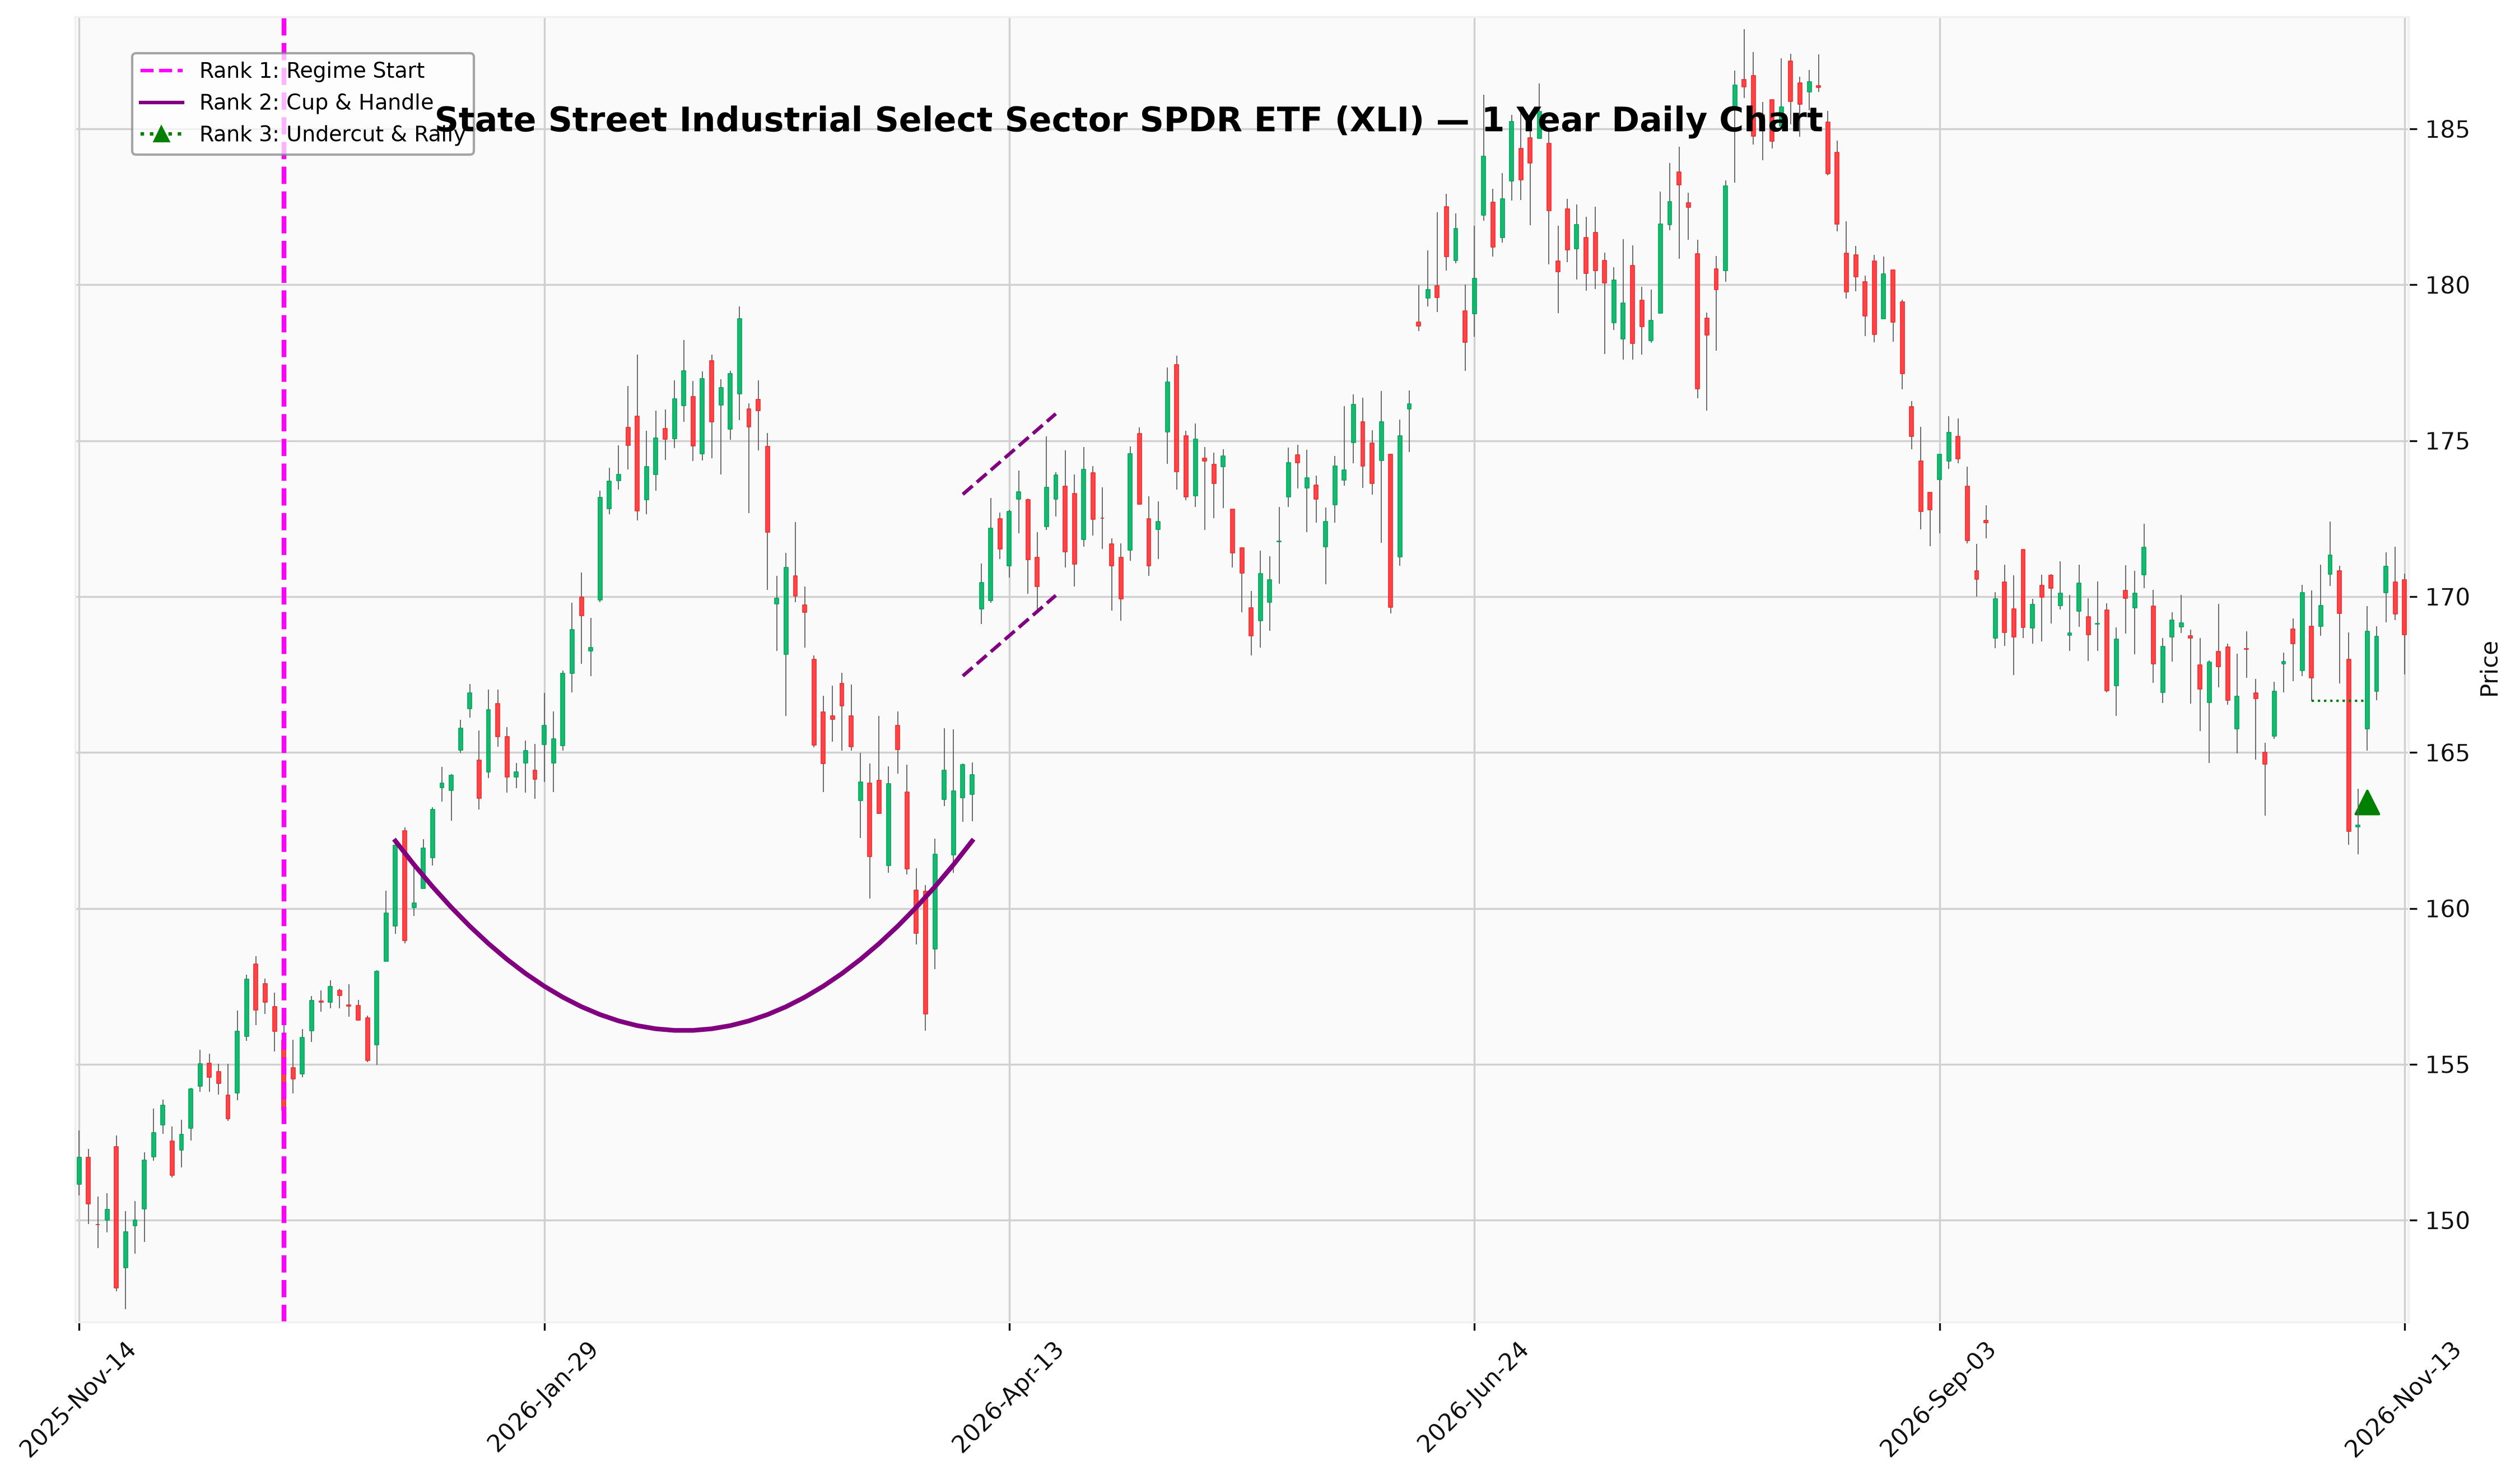 Rank 1: Regime Start
Rank 2: Cup & Handle
Rank 3: Undercut & Rally
State Street Industrial Select Sector SPDR ETF (XLI) — 1 Year Daily Chart
185
180
175
170
165
160
155
150
Price
2025-Nov-14
2026-Jan-29
2026-Apr-13
2026-Jun-24
2026-Sep-03
2026-Nov-13